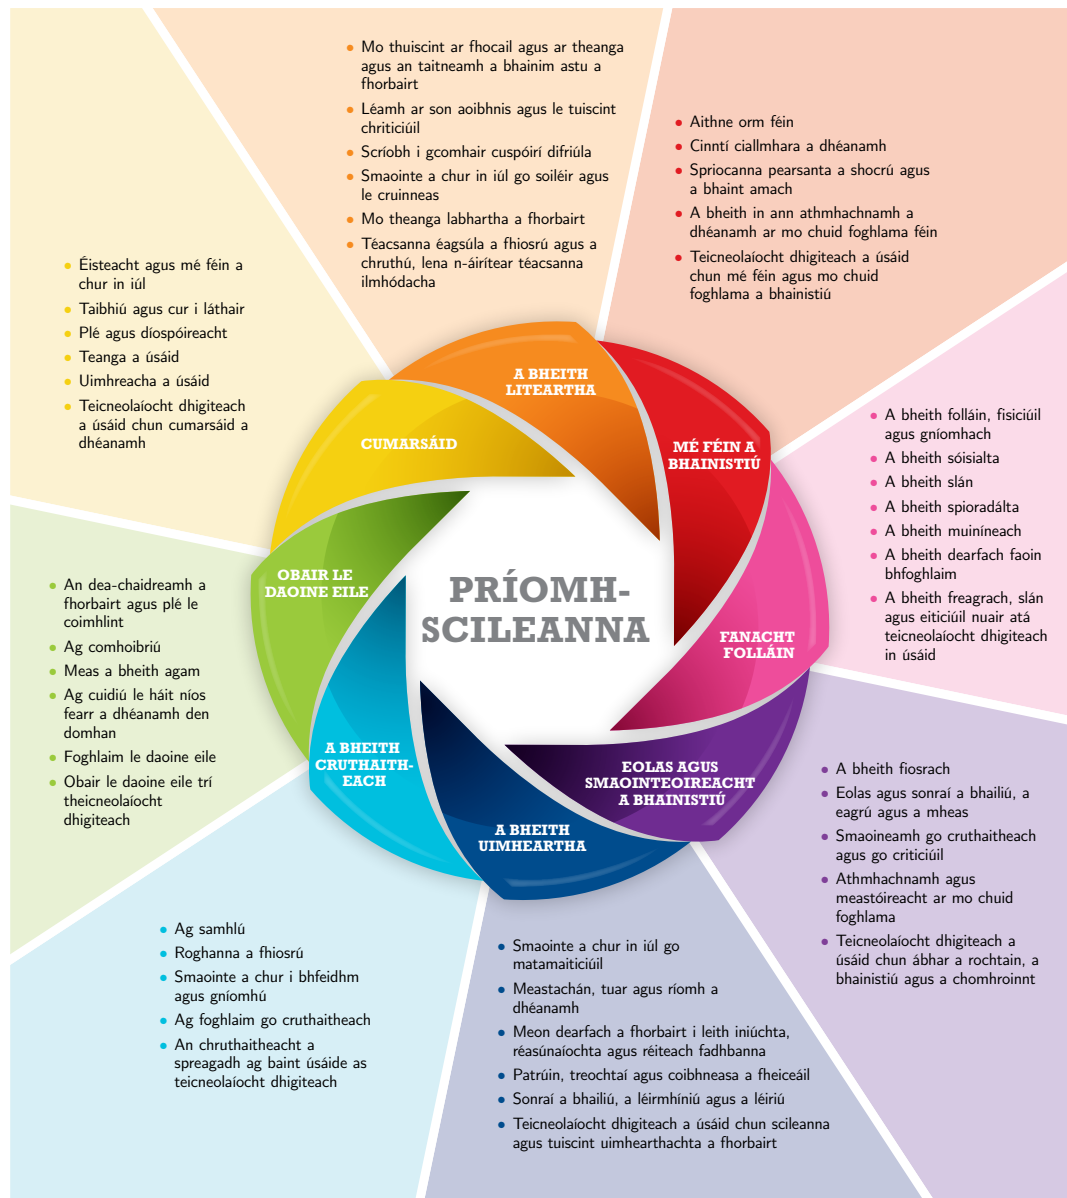 • Mo thuiscint ar fhocail agus ar theanga
agus an taitneamh a bhainim astu a
fhorbairt
• Léamh ar son aoibhnis agus le tuiscint
chriticiúil
• Scríobh i gcomhair cuspóirí difriúla
• Smaointe a chur in iúl go soiléir agus
le cruinneas
• Mo theanga labhartha a fhorbairt
• Téacsanna éagsúla a fhiosrú agus a
chruthú, lena n-áirítear téacsanna
ilmhódacha
• Aithne orm féin
• Cinntí ciallmhara a dhéanamh
• Spriocanna pearsanta a shocrú agus
a bhaint amach
• A bheith in ann athmhachnamh a
dhéanamh ar mo chuid foghlama féin
• Teicneolaíocht dhigiteach a úsáid
chun mé féin agus mo chuid
foghlama a bhainistiú
• Éisteacht agus mé féin a
chur in iúl
• Taibhiú agus cur i láthair
• Plé agus díospóireacht
• Teanga a úsáid
• Uimhreacha a úsáid
• Teicneolaíocht dhigiteach
a úsáid chun cumarsáid a
dhéanamh
A BHEITH
LITEARTHA
CUMARSÁID
MÉ FÉIN A
BHAINISTIÚ
• A bheith folláin, fisiciúil
agus gníomhach
• A bheith sóisialta
• A bheith slán
• A bheith spioradálta
• A bheith muiníneach
• A bheith dearfach faoin
bhfoghlaim
• A bheith freagrach, slán
agus eiticiúil nuair atá
teicneolaíocht dhigiteach
in úsáid
OBAIR LE
DAOINE EILE
PRÍOMH-
SCILEANNA
FANACHT
FOLLÁIN
• An dea-chaidreamh a
fhorbairt agus plé le
coimhlint
• Ag comhoibriú
• Meas a bheith agam
• Ag cuidiú le háit níos
fearr a dhéanamh den
domhan
• Foghlaim le daoine eile
• Obair le daoine eile trí
theicneolaíocht
dhigiteach
A BHEITH
CRUTHAITH-
EACH
A BHEITH
UIMHEARTHA
EOLAS AGUS
SMAOINTEOIREACHT
A BHAINISTIÚ
• A bheith fiosrach
• Eolas agus sonraí a bhailiú, a
eagrú agus a mheas
• Smaoineamh go cruthaitheach
agus go criticiúil
• Athmhachnamh agus
meastóireacht ar mo chuid
foghlama
• Teicneolaíocht dhigiteach a
úsáid chun ábhar a rochtain, a
bhainistiú agus a chomhroinnt
• Ag samhlú
• Roghanna a fhiosrú
• Smaointe a chur i bhfeidhm
agus gníomhú
• Ag foghlaim go cruthaitheach
• An chruthaitheacht a
spreagadh ag baint úsáide as
teicneolaíocht dhigiteach
• Smaointe a chur in iúl go
matamaiticiúil
• Meastachán, tuar agus ríomh a
dhéanamh
• Meon dearfach a fhorbairt i leith iniúchta,
réasúnaíochta agus réiteach fadhbanna
• Patrúin, treochtaí agus coibhneasa a fheiceáil
• Sonraí a bhailiú, a léirmhíniú agus a léiriú
• Teicneolaíocht dhigiteach a úsáid chun scileanna
agus tuiscint uimhearthachta a fhorbairt